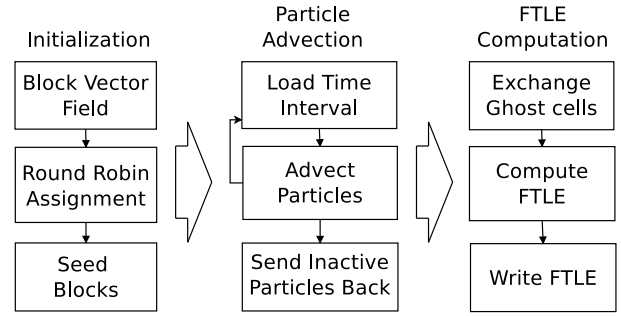 Initialization
Block Vector
Field
Round Robin
Assignment
Seed
Blocks
Particle
Advection
Load Time
Interval
Advect
Particles
Send Inactive
Particles Back
FTLE
Computation
Exchange
Ghost cells
Compute
FTLE
Write FTLE